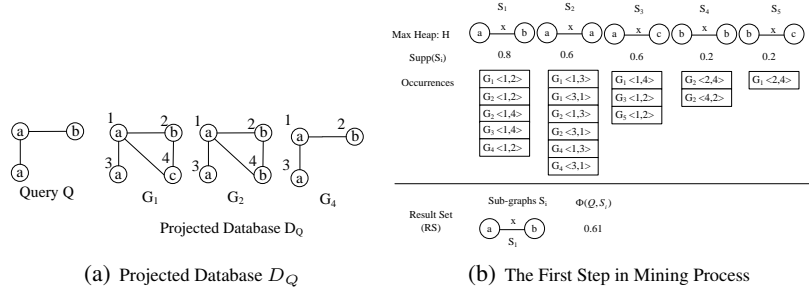 S1 S2 S3 S4 S5
Max Heap: H a x b a x a a x c b x b b x c
Supp(Si) 0.8 0.6 0.6 0.2 0.2
Occurrences
G1 <1,2> G1 <1,3> G1 <1,4> G2 <2,4> G1 <2,4>
G2 <1,2> G1 <3,1> G3 <1,2> G2 <4,2>
G2 <1,4> G2 <1,3> G5 <1,2>
G3 <1,4> G2 <3,1>
G4 <1,2> G4 <1,3>
G4 <3,1>
1 2 1 2 1 2
a b a b a b a b
3 4 3 4 3
a a c a b a
Query Q G1 G2 G4
Projected Database DQ
Result Set
(RS)
Sub-graphs Si Φ(Q,Si)
a x b 0.61
S1
(a) Projected Database DQ
(b) The First Step in Mining Process